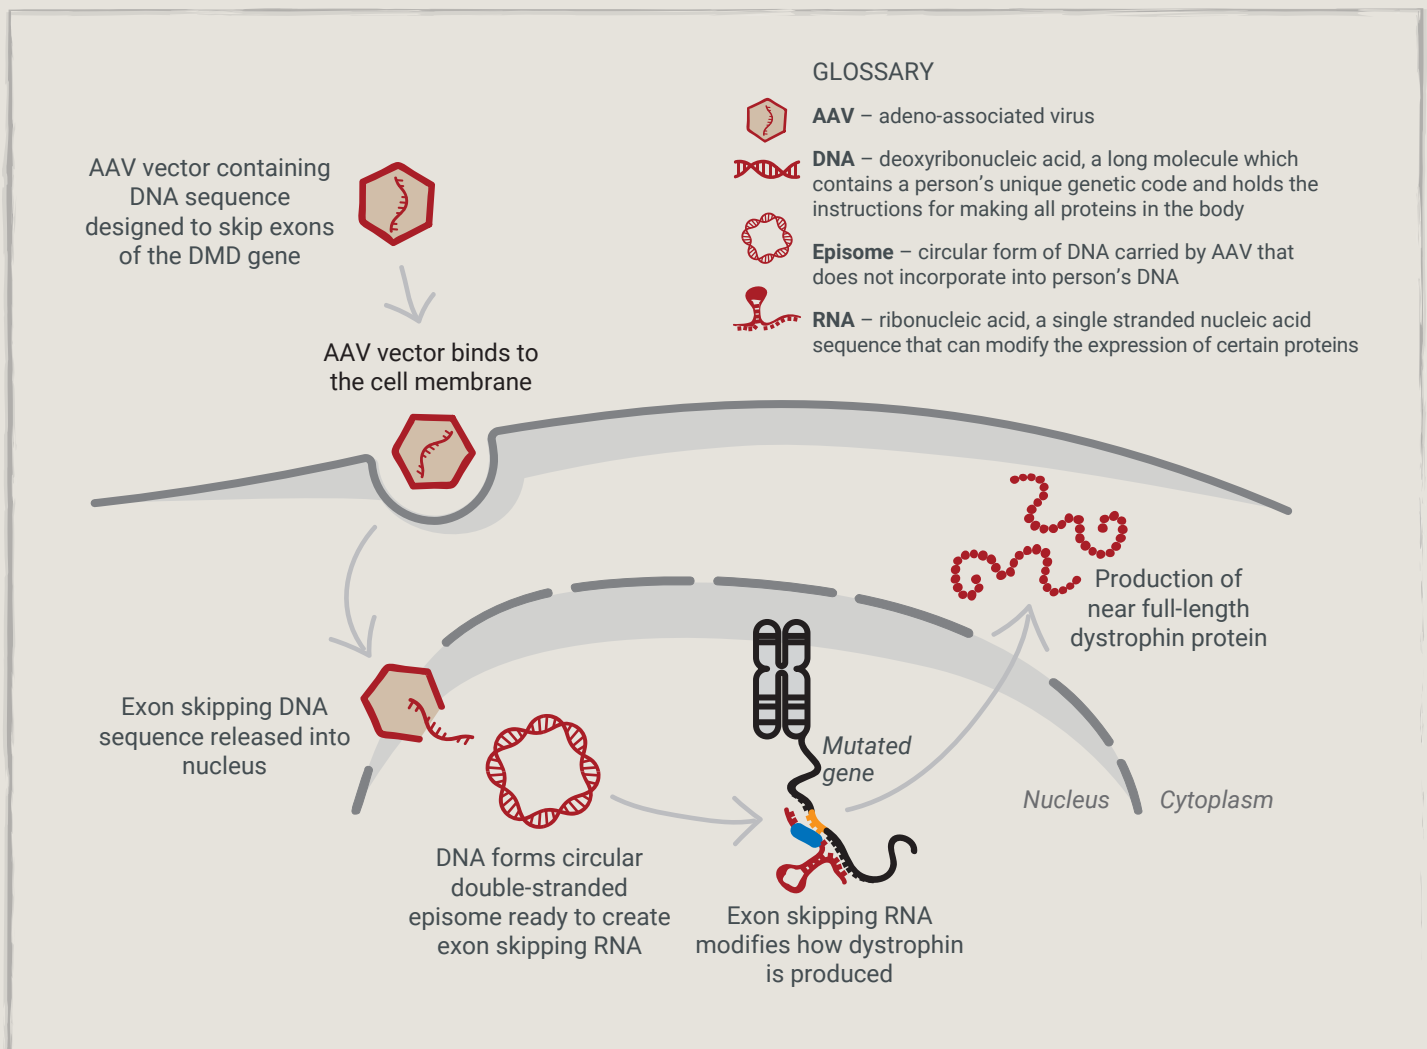 GLOSSARY
AAV – adeno-associated virus
DNA – deoxyribonucleic acid, a long molecule which
contains a person's unique genetic code and holds the
instructions for making all proteins in the body
Episome – circular form of DNA carried by AAV that
does not incorporate into person's DNA
RNA – ribonucleic acid, a single stranded nucleic acid
sequence that can modify the expression of certain proteins
AAV vector containing
DNA sequence
designed to skip exons
of the DMD gene
AAV vector binds to
the cell membrane
Exon skipping DNA
sequence released into
nucleus
DNA forms circular
double-stranded
episome ready to create
exon skipping RNA
Mutated
gene
Exon skipping RNA
modifies how dystrophin
is produced
Production of
near full-length
dystrophin protein
Nucleus
Cytoplasm